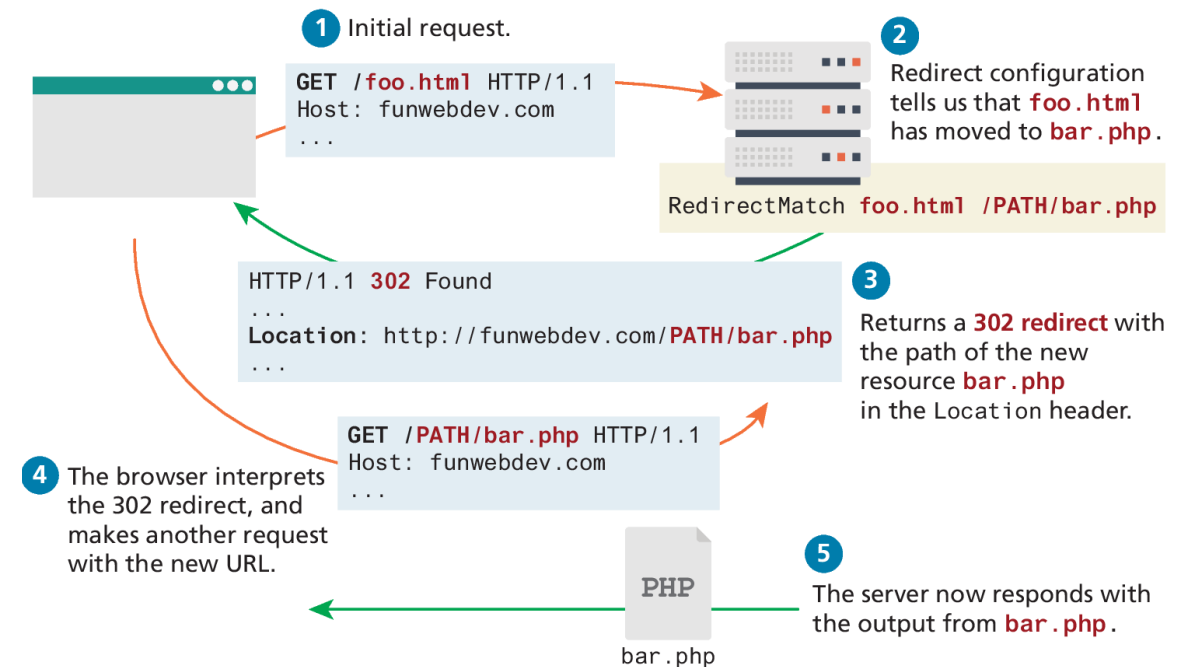 1 Initial request.
GET /foo.html HTTP/1.1
Host: funwebdev.com
...
2
Redirect configuration
tells us that foo.html
has moved to bar.php.
RedirectMatch foo.html /PATH/bar.php
HTTP/1.1 302 Found
...
Location: http://funwebdev.com/PATH/bar.php
...
3
Returns a 302 redirect with
the path of the new
resource bar.php
in the Location header.
GET /PATH/bar.php HTTP/1.1
Host: funwebdev.com
...
4 The browser interprets
the 302 redirect, and
makes another request
with the new URL.
PHP
bar.php
5
The server now responds with
the output from bar.php.